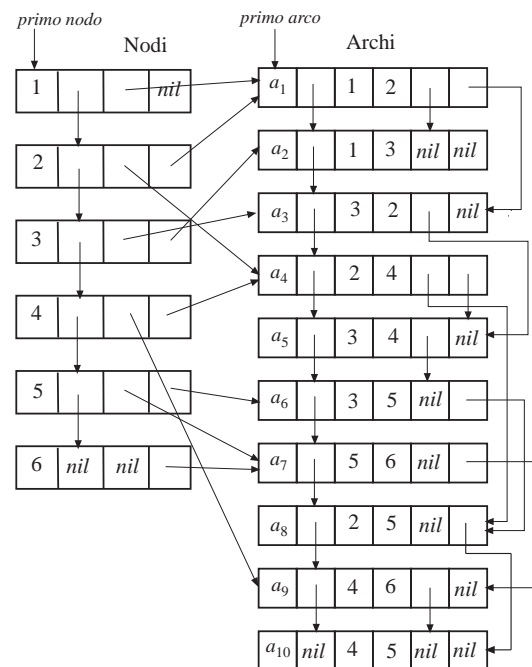 primo nodo
primo arco
Nodi
Archi
1 nil
a1 1 2
2
a2 1 3 nil nil
3
a3 3 2 nil
4
a4 2 4
a5 3 4 nil
5
a6 3 5 nil
6 nil nil
a7 5 6 nil
a8 2 5 nil
a9 4 6 nil
a10 nil 4 5 nil nil